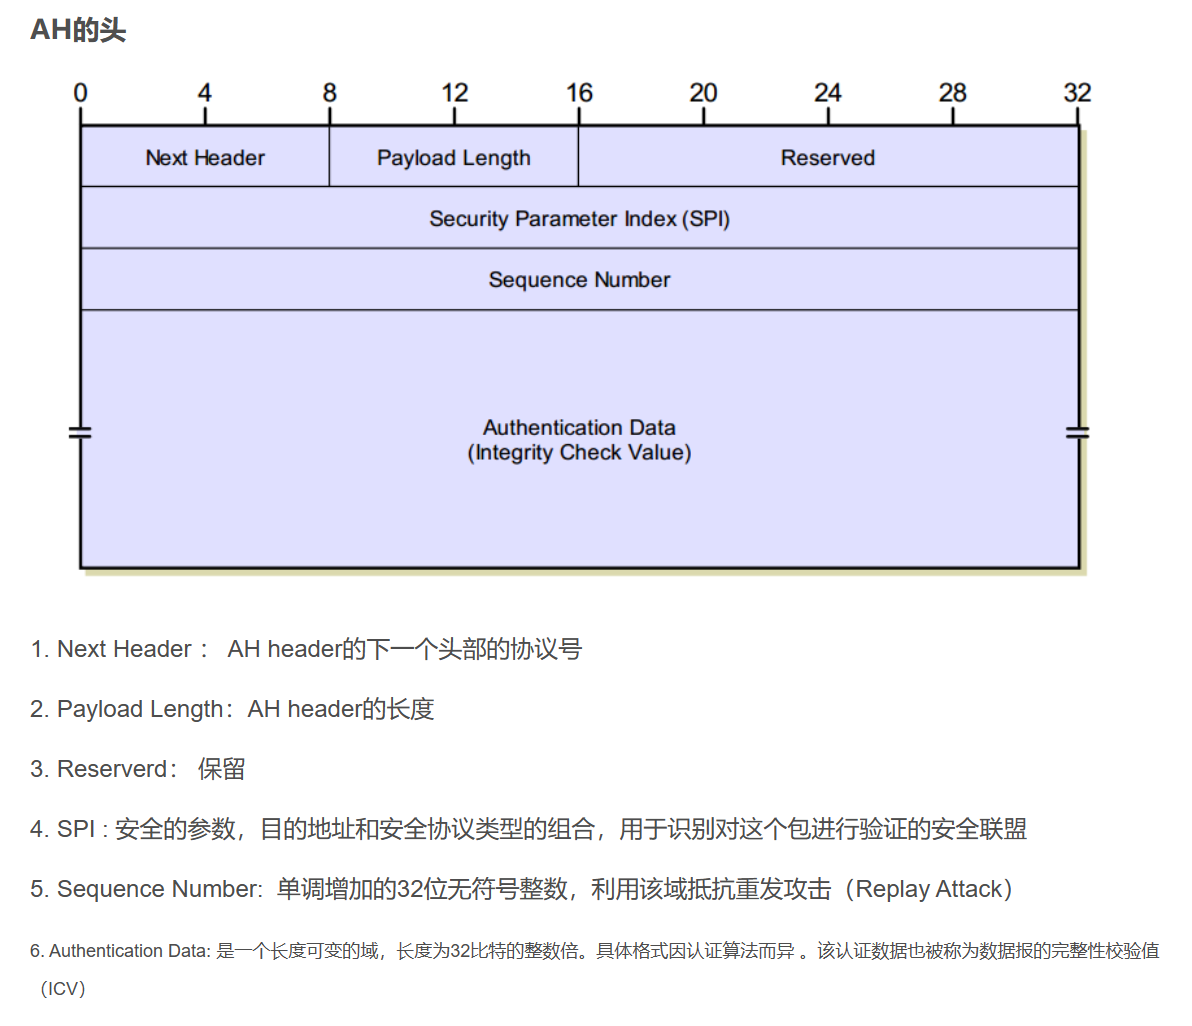 AH的头
0 4 8 12 16 20 24 28 32
Next Header Payload Length Reserved
Security Parameter Index (SPI)
Sequence Number
Authentication Data
(Integrity Check Value)
1. Next Header： AH header的下一个头部的协议号
2. Payload Length：AH header的长度
3. Reserverd： 保留
4. SPI : 安全的参数，目的地址和安全协议类型的组合，用于识别对这个包进行验证的安全联盟
5. Sequence Number: 单调增加的32位无符号整数，利用该域抵抗重发攻击（Replay Attack）
6. Authentication Data: 是一个长度可变的域，长度为32比特的整数倍。具体格式因认证算法而异 。该认证数据也被称为数据报的完整性校验值
（ICV）